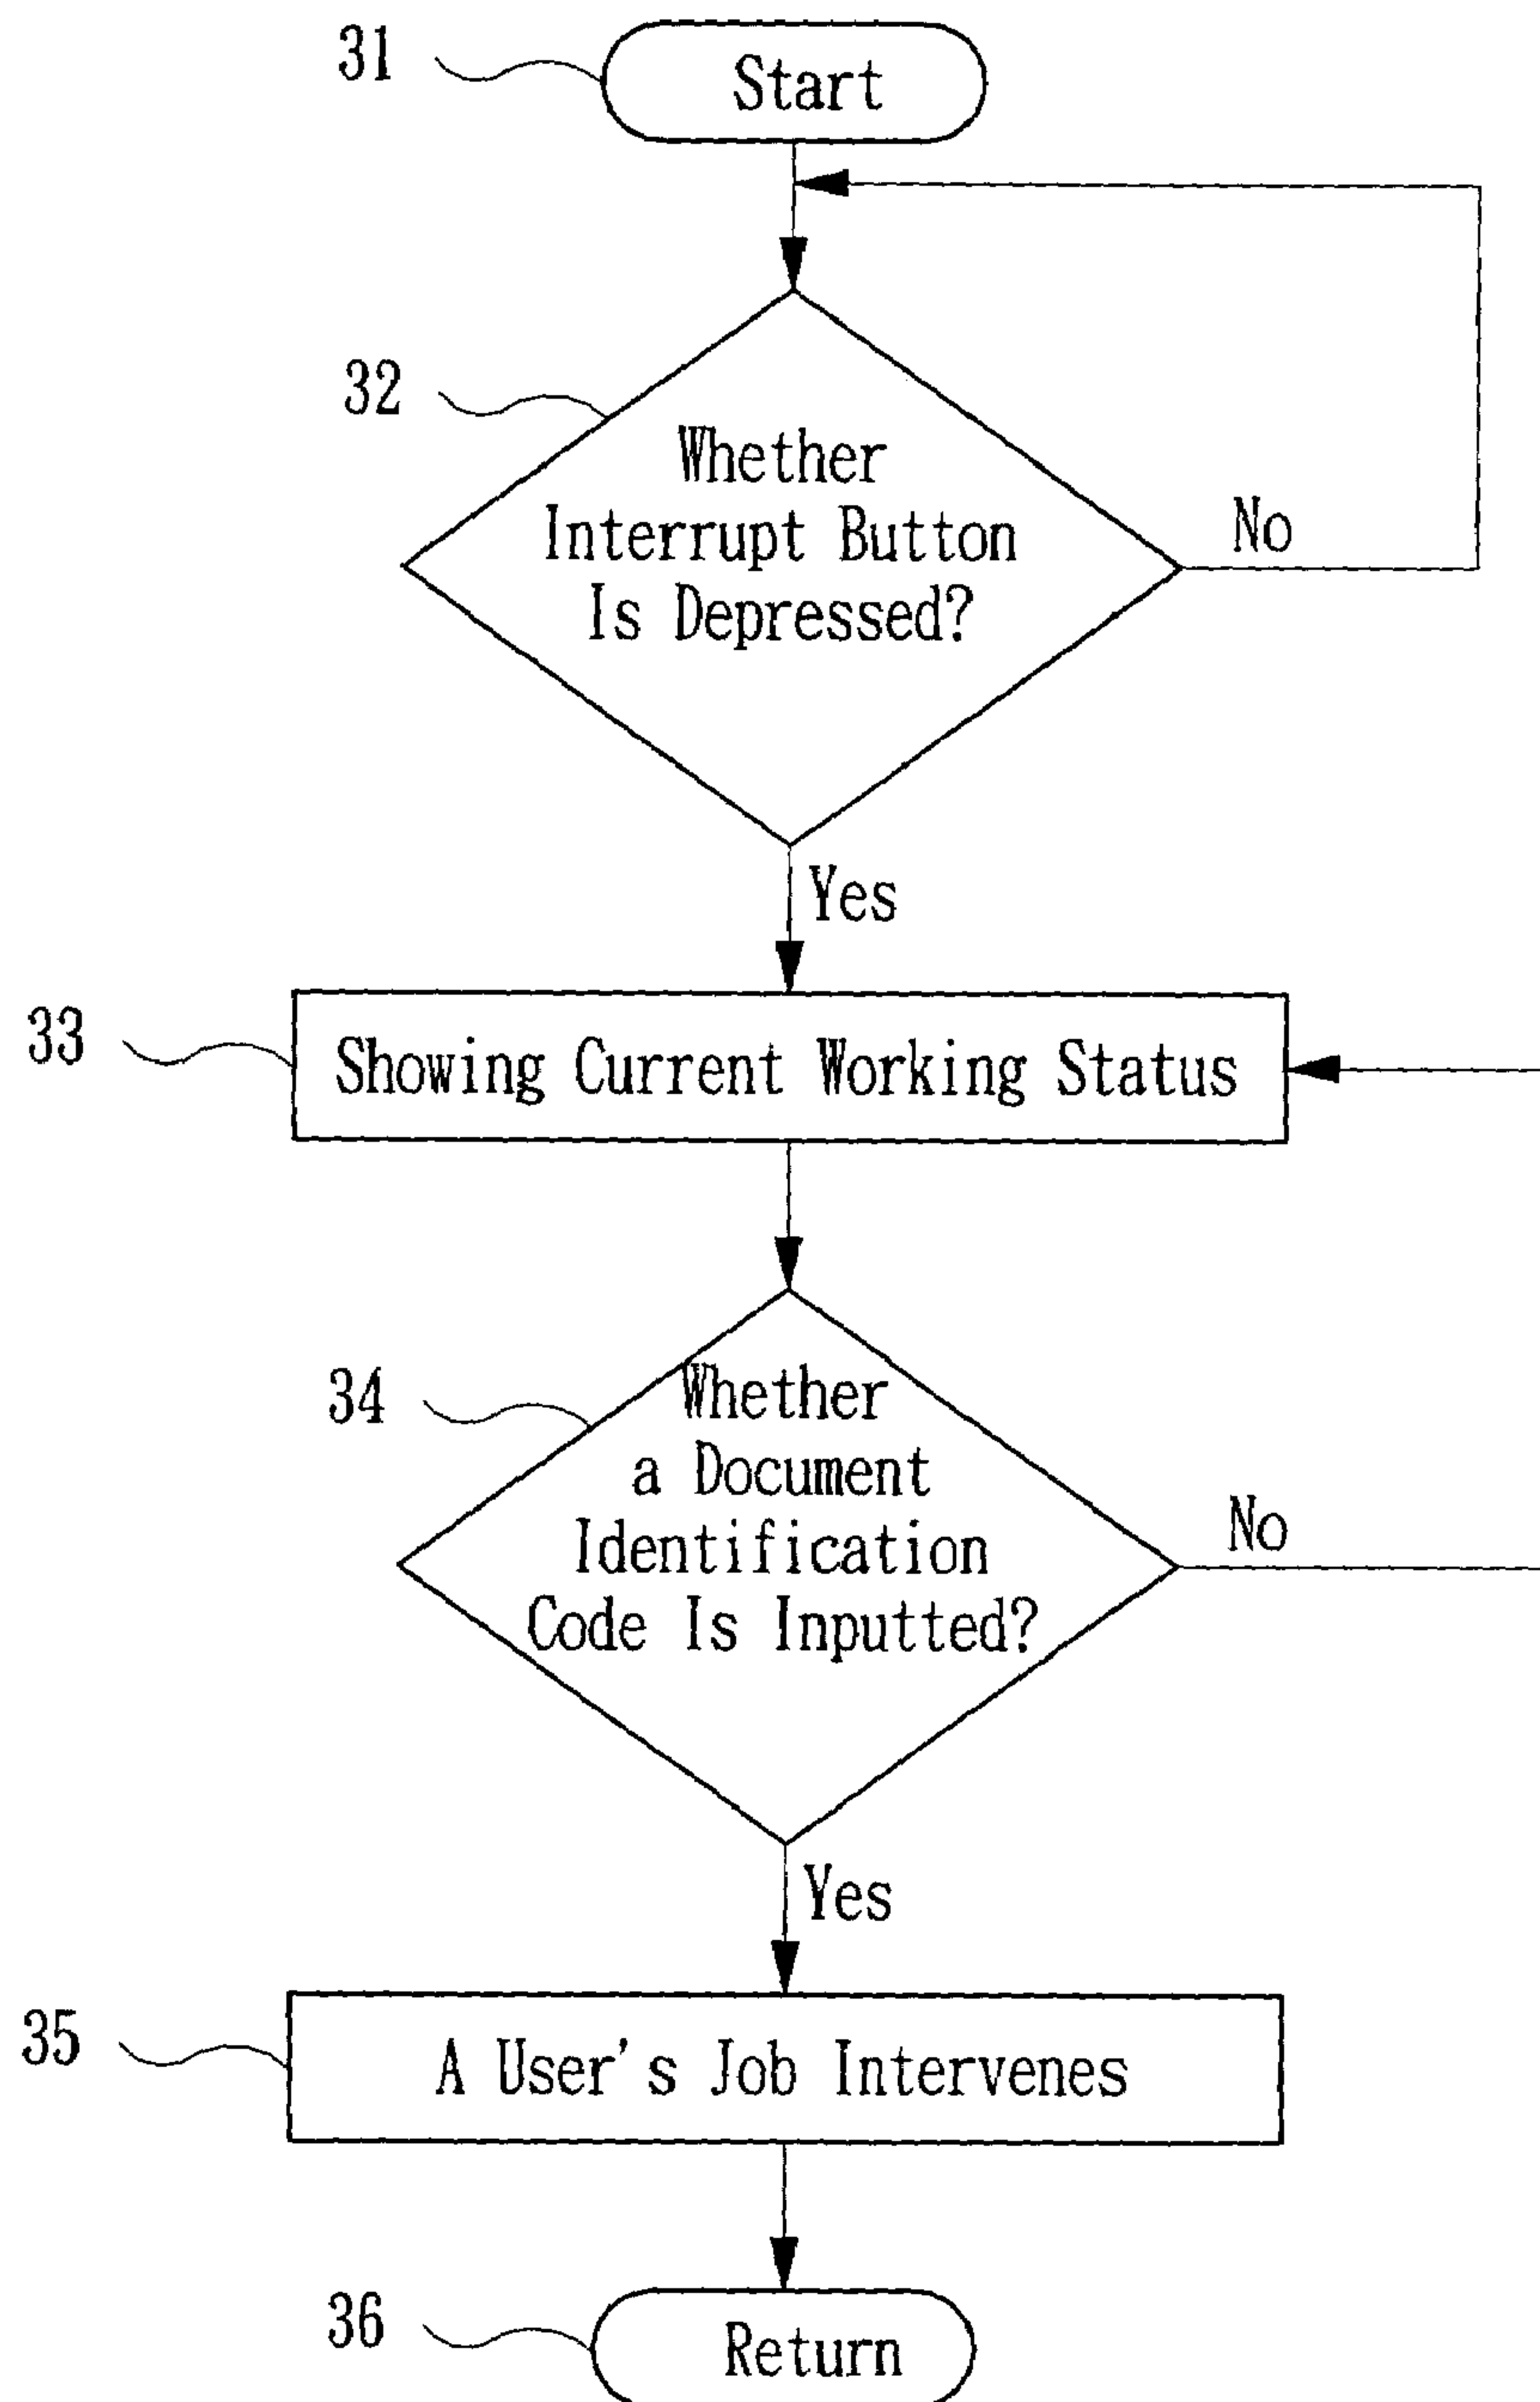 31
Start
32
Whether
Interrupt Button
Is Depressed?
No
Yes
33
Showing Current Working Status
34
Whether
a Document
Identification
Code Is Inputted?
No
Yes
35
A User's Job Intervenes
36
Return